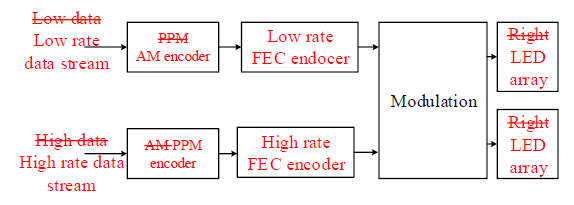 Low data
Low rate
data stream
PPM
AM encoder
Low rate
FEC endocer
Modulation
Right
LED
array
High data
High rate data
stream
AM PPM
encoder
High rate
FEC encoder
Right
LED
array